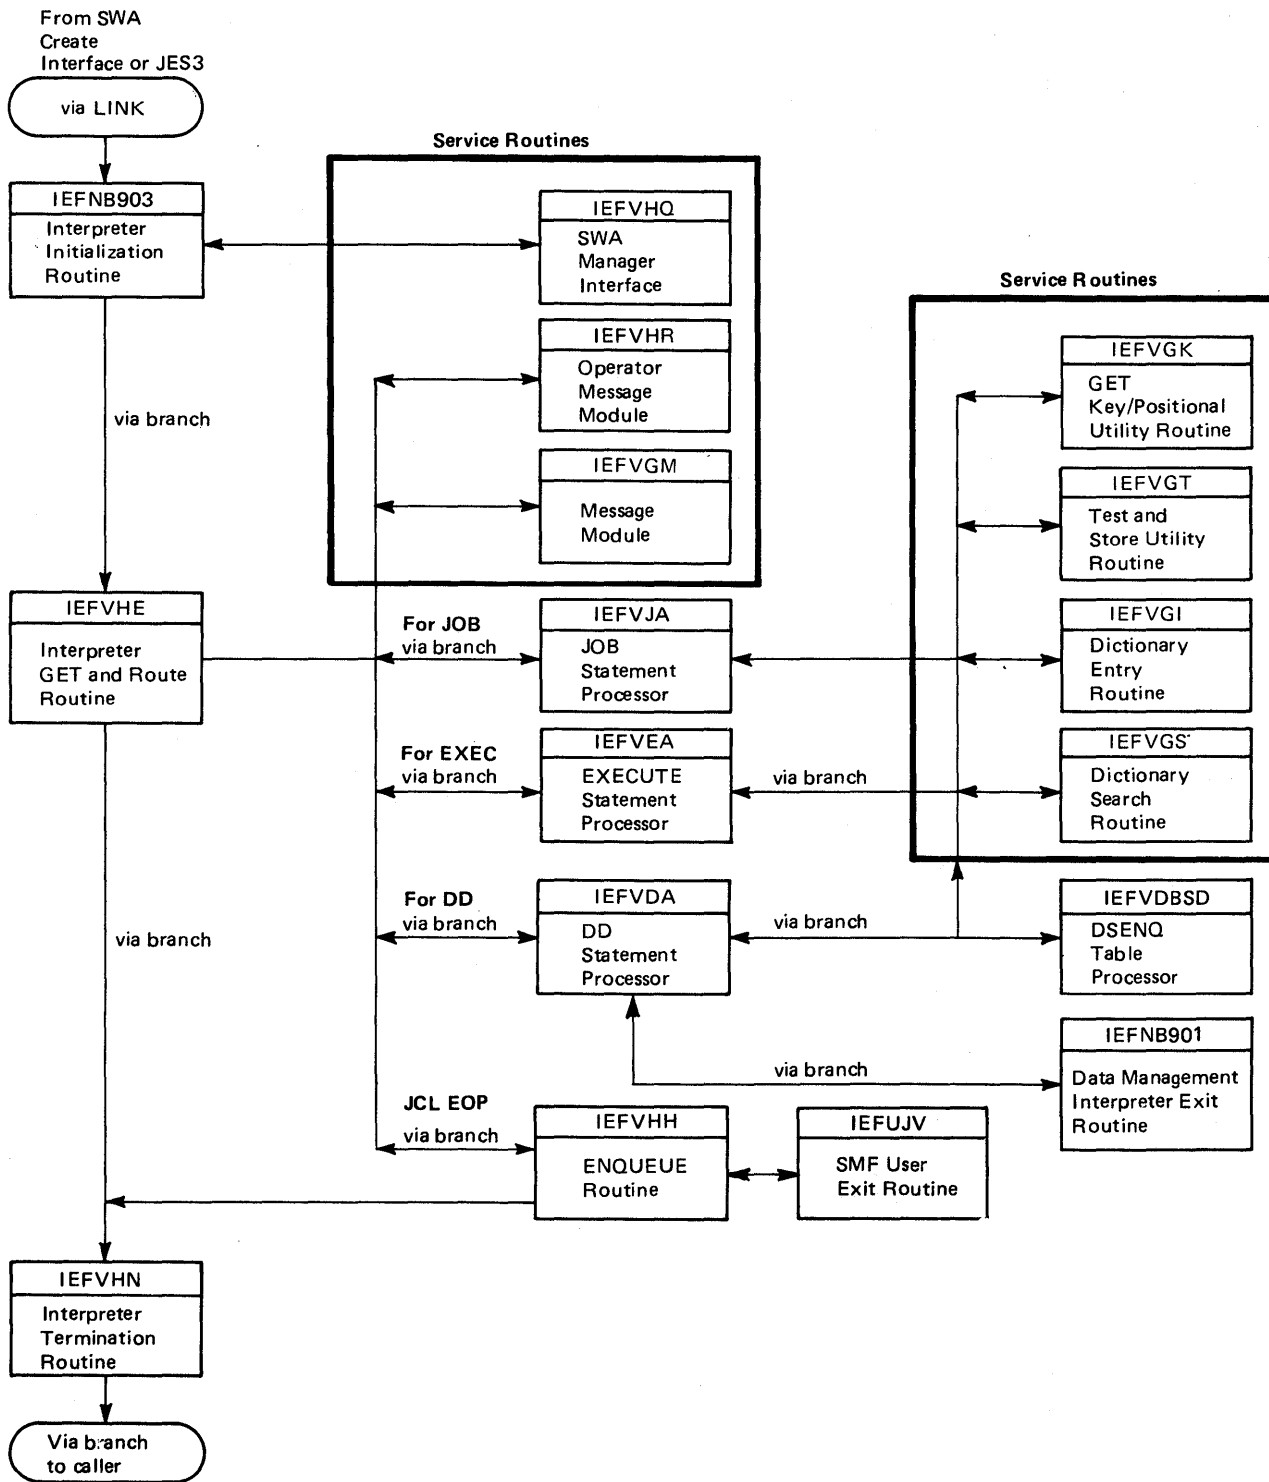 From SWA
Create
Interface or JES3
via LINK
Service Routines
IEFNB903
Interpreter
Initialization
Routine
IEFVHQ
SWA
Manager
Interface
Service Routines
IEFVHR
Operator
Message
Module
IEFVGK
GET
Key/Positional
Utility Routine
via branch
IEFVGM
Message
Module
IEFVGT
Test and
Store Utility
Routine
IEFVHE
Interpreter
GET and Route
Routine
For JOB
via branch
IEFVJA
JOB
Statement
Processor
IEFVGI
Dictionary
Entry
Routine
For EXEC
via branch
IEFVEA
EXECUTE
Statement
Processor
via branch
IEFVGS
Dictionary
Search
Routine
For DD
via branch
IEFVDA
DD
Statement
Processor
via branch
IEFVDBSD
DSENQ
Table
Processor
via branch
via branch
IEFNB901
Data Management
Interpreter Exit
Routine
JCL EOP
via branch
IEFVHH
ENQUEUE
Routine
IEFUJV
SMF User
Exit Routine
IEFVHN
Interpreter
Termination
Routine
Via branch
to caller